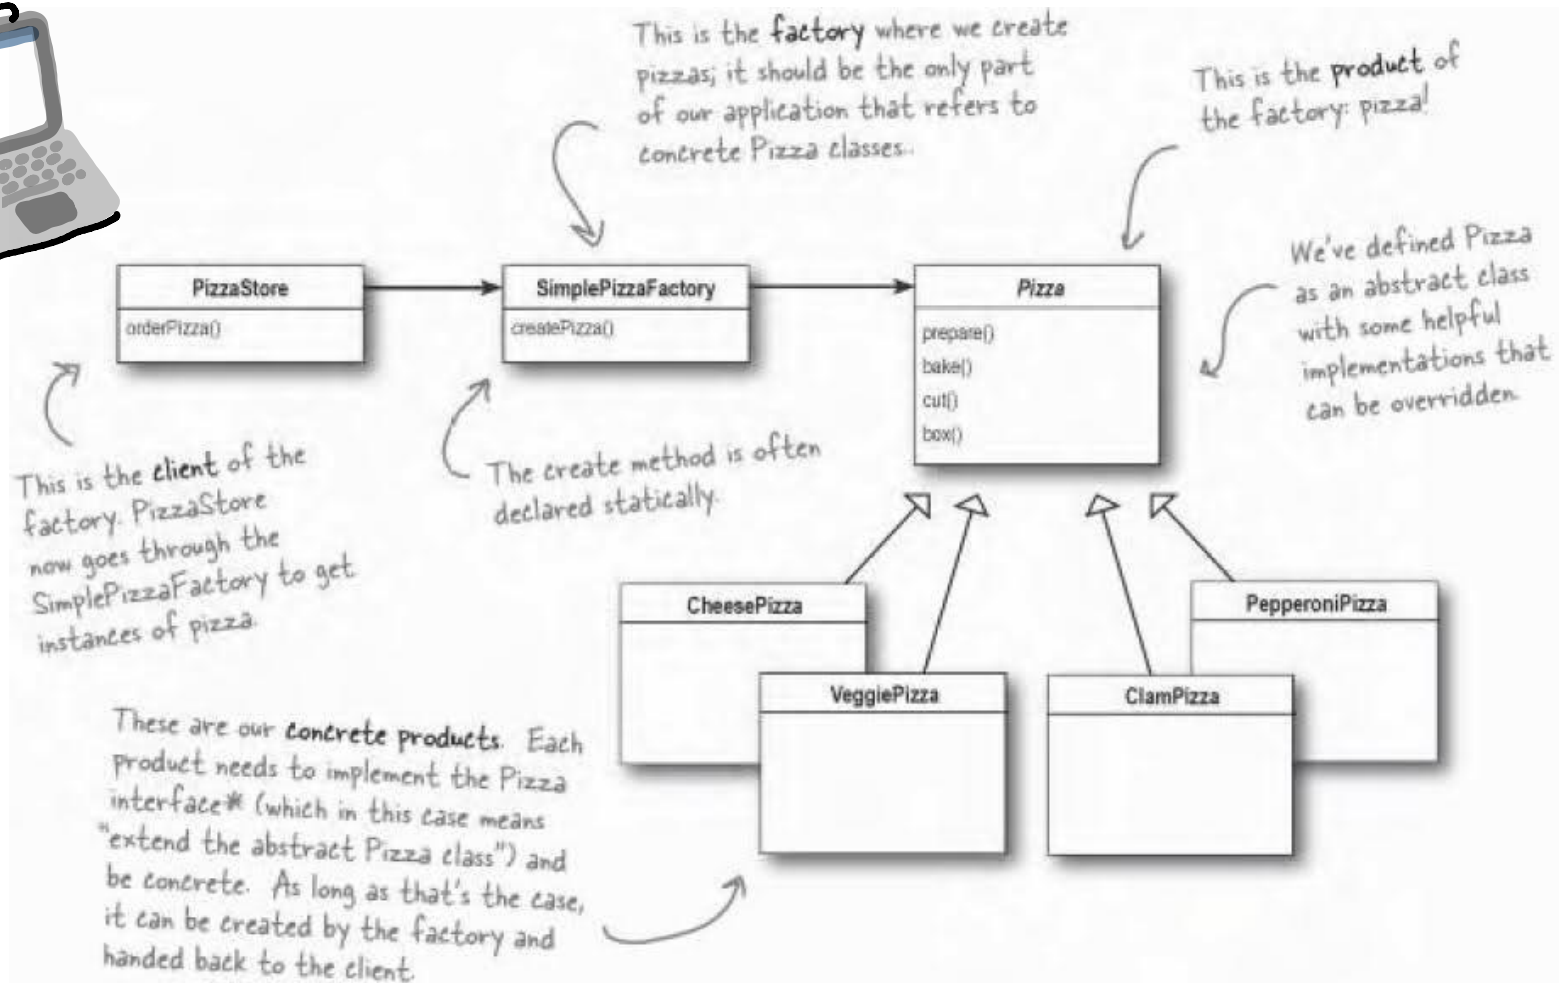 This is the factory where we create
pizzas; it should be the only part
of our application that refers to
concrete Pizza classes..
This is the product of
the factory: pizza!
We've defined Pizza
as an abstract class
with some helpful
implementations that
can be overridden.
PizzaStore
orderPizza()
SimplePizzaFactory
createPizza()
Pizza
prepare()
bake()
cut()
box()
This is the client of the
factory. PizzaStore
now goes through the
SimplePizzaFactory to get
instances of pizza.
The create method is often
declared statically.
CheesePizza
VeggiePizza
ClamPizza
PepperoniPizza
These are our concrete products. Each
product needs to implement the Pizza
interface* (which in this case means
"extend the abstract Pizza class") and
be concrete. As long as that's the case,
it can be created by the factory and
handed back to the client.